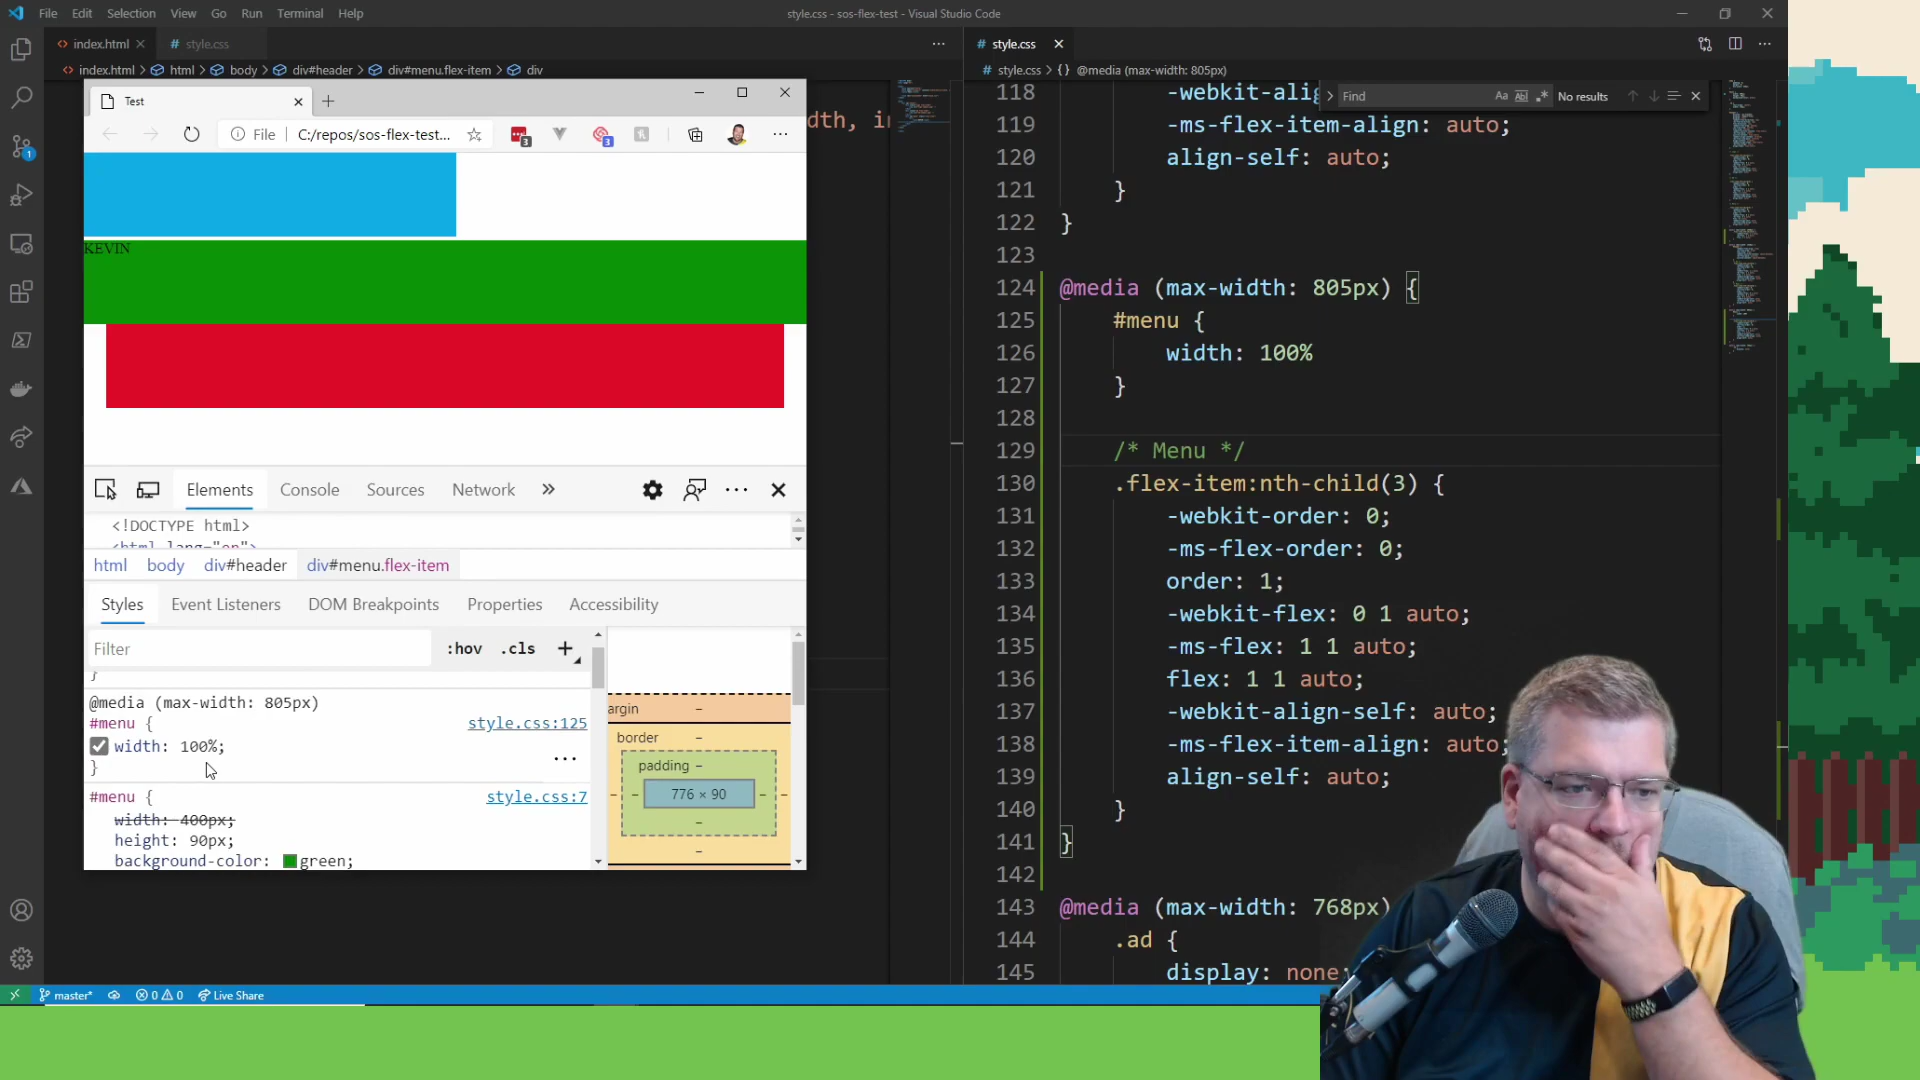 File Edit Selection View Go Run Terminal Help
style.css - sos-flex-test - Visual Studio Code
index.html
style.css
index.html html body div#header div#menu.flex-item div
Test
File C:/repos/sos-flex-test...
3
3
KEVIN
Elements Console Sources Network
<!DOCTYPE html>
<html lang="en">
html body div#header div#menu.flex-item
Styles Event Listeners DOM Breakpoints Properties Accessibility
Filter :hov .cls
}
@media (max-width: 805px)
#menu { style.css:125
width: 100%;
}
#menu { style.css:7
width: 400px;
height: 90px;
background-color: green;
argin –
border –
padding –
776 × 90
1
master* 0 0 Live Share
style.css
style.css {} @media (max-width: 805px)
Find Aa No results
118 -webkit-alig
119 -ms-flex-item-align: auto;
120 align-self: auto;
121 }
122 }
123
124 @media (max-width: 805px) {
125 #menu {
126 width: 100%
127 }
128
129 /* Menu */
130 .flex-item:nth-child(3) {
131 -webkit-order: 0;
132 -ms-flex-order: 0;
133 order: 1;
134 -webkit-flex: 0 1 auto;
135 -ms-flex: 1 1 auto;
136 flex: 1 1 auto;
137 -webkit-align-self: auto;
138 -ms-flex-item-align: auto;
139 align-self: auto;
140 }
141 }
142
143 @media (max-width: 768px)
144 .ad {
145 display: none;